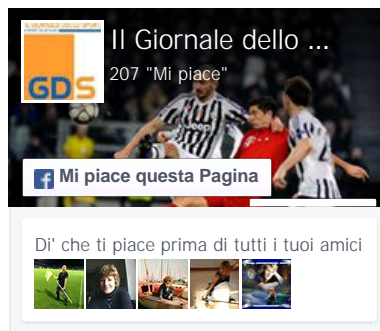 Il Giornale dello ...
GDS
207 "Mi piace"
Jeep
Mi piace questa Pagina
Di' che ti piace prima di tutti i tuoi amici